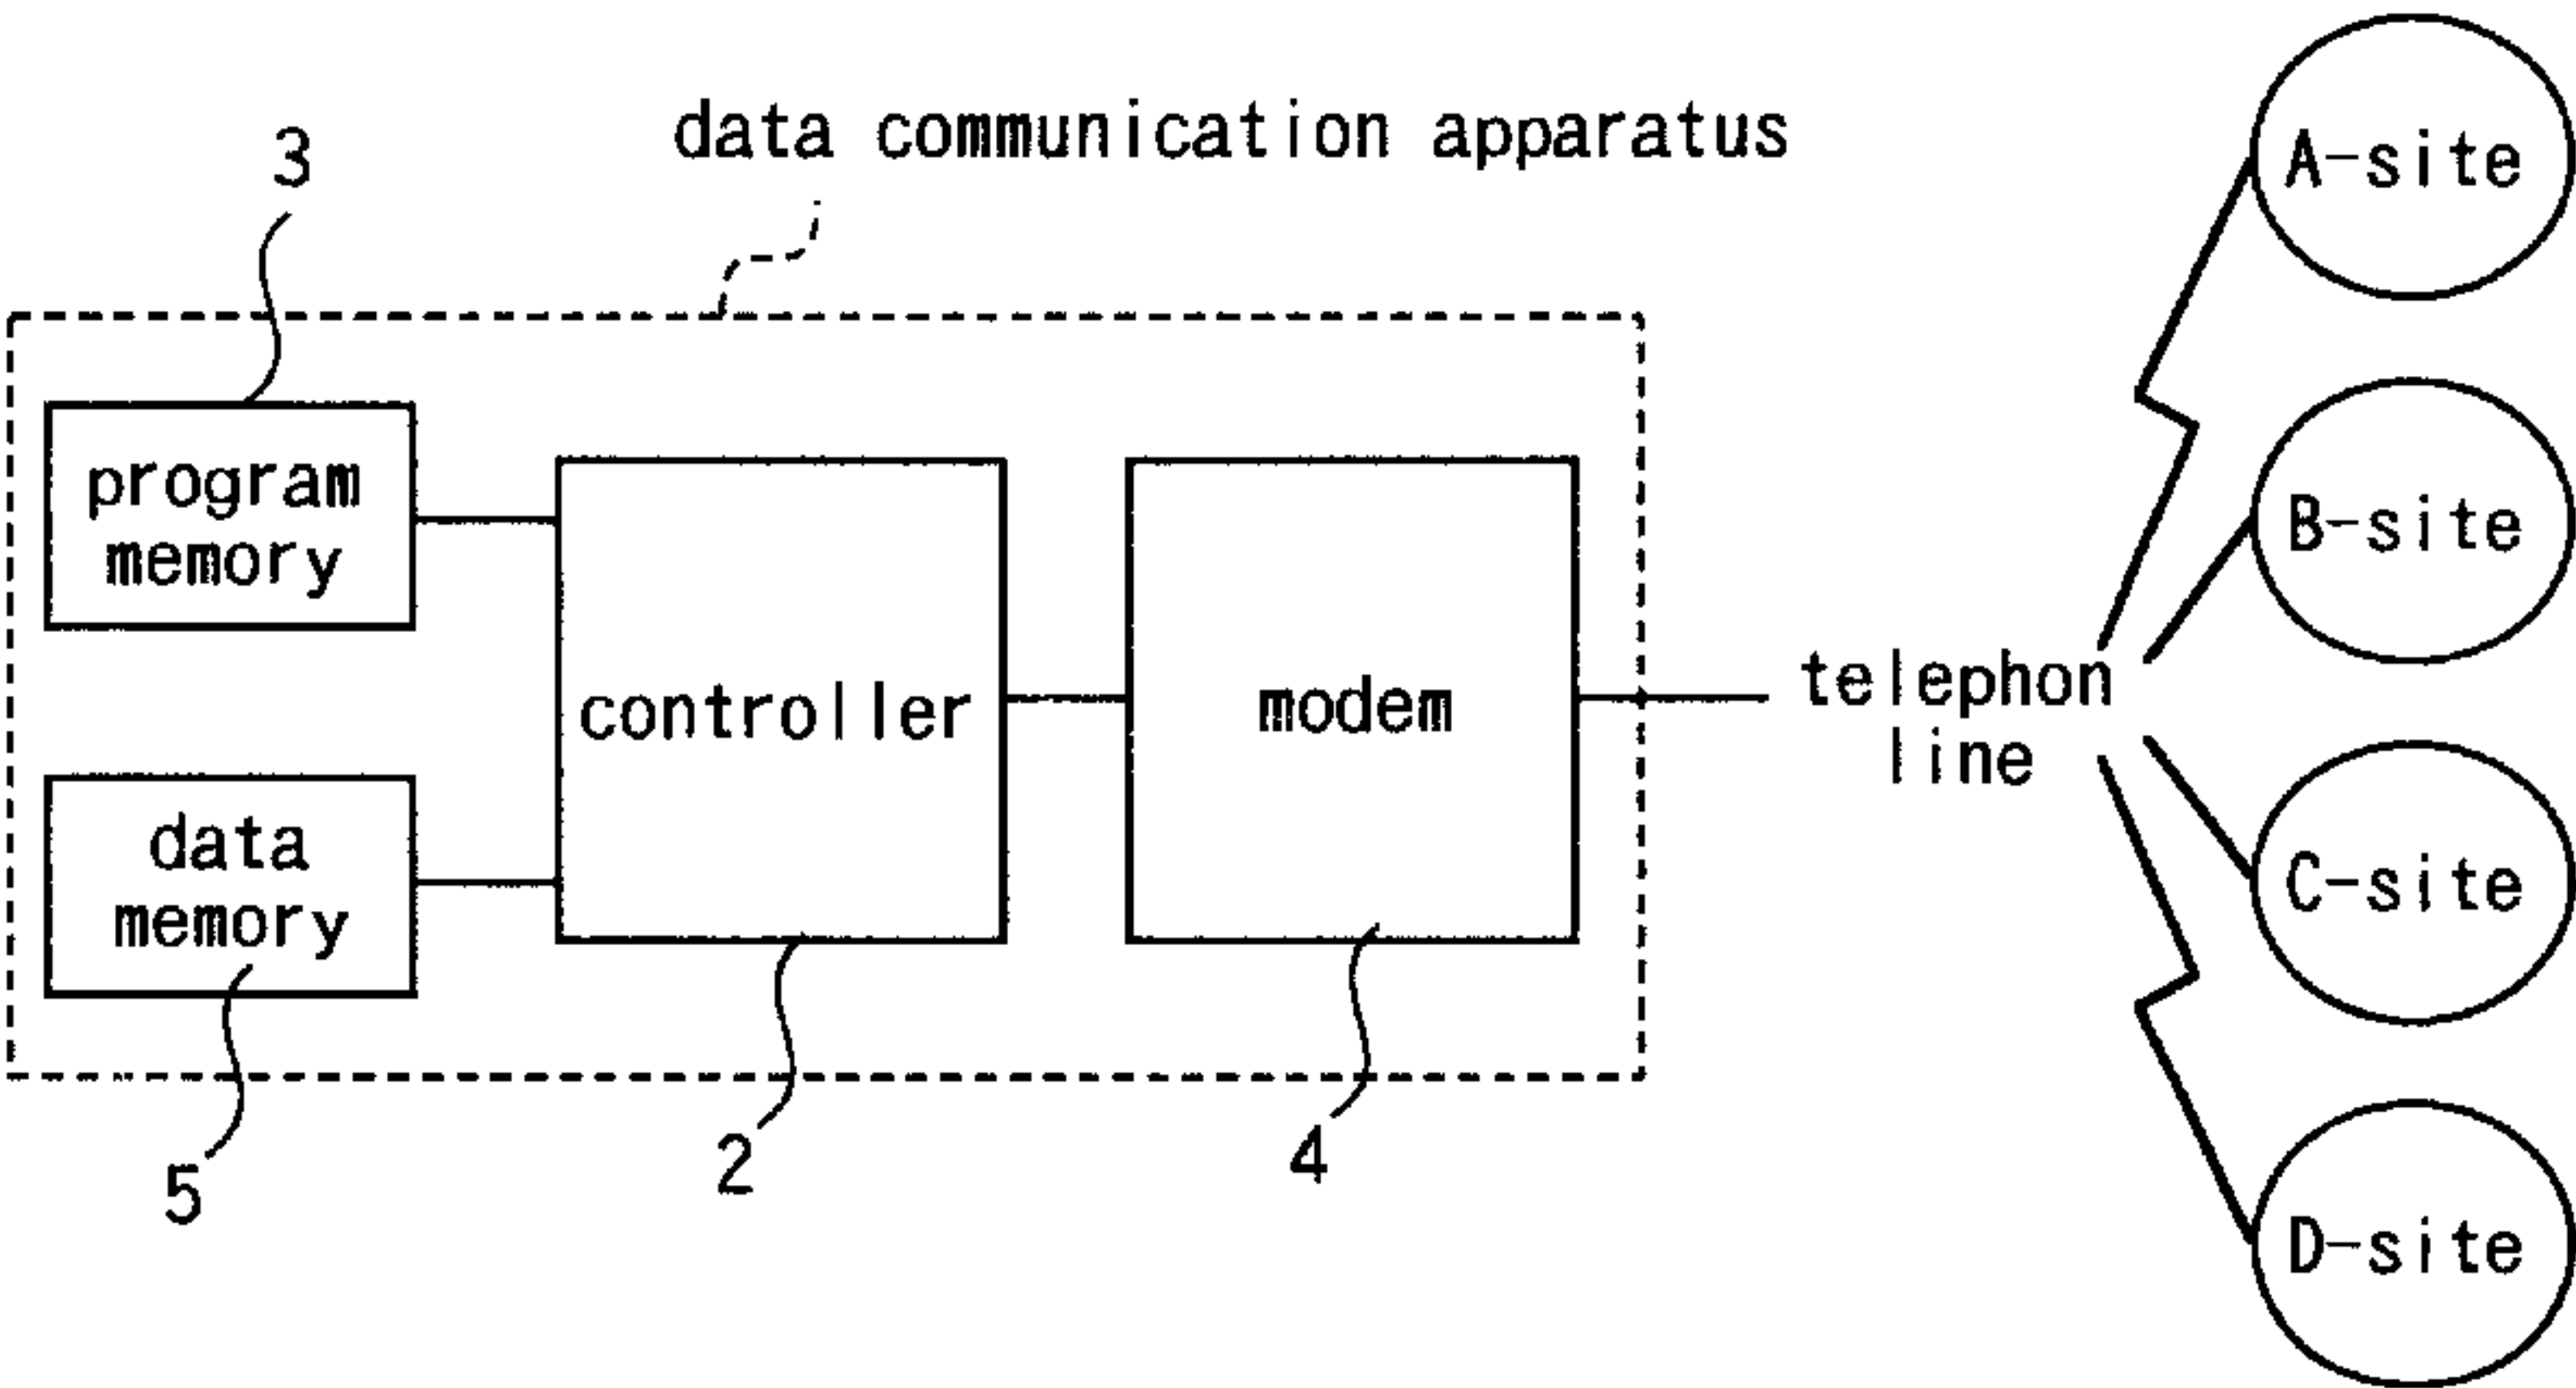 data communication apparatus
3
program
memory
data
memory
controller
modem
5
2
4
telephon
line
A-site
B-site
C-site
D-site